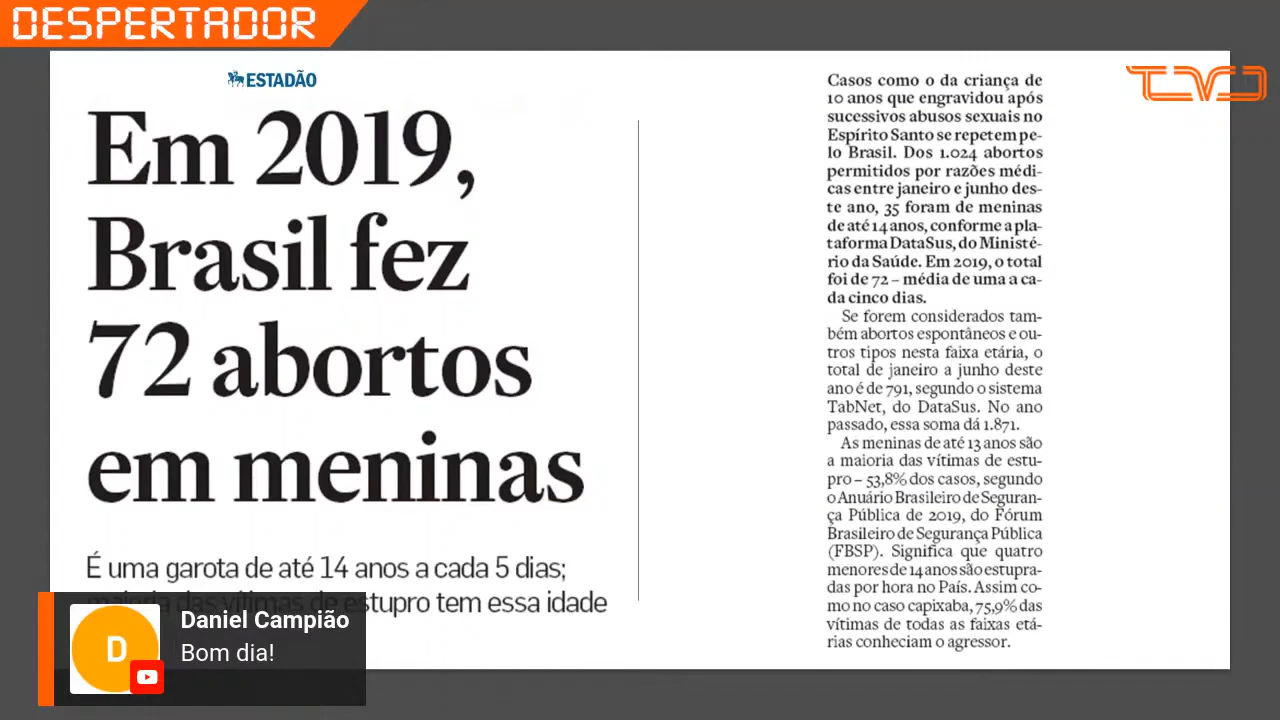 DESPERTADOR
ESTADÃO
TVD
Em 2019,
Brasil fez
72 abortos
em meninas
É uma garota de até 14 anos a cada 5 dias;
maioria das vítimas de estupro tem essa idade
Casos como o da criança de
10 anos que engravidou após
sucessivos abusos sexuais no
Espírito Santo se repetem pe-
lo Brasil. Dos 1.024 abortos
permitidos por razões médi-
cas entre janeiro e junho des-
te ano, 35 foram de meninas
de até 14 anos, conforme a pla-
taforma DataSus, do Ministé-
rio da Saúde. Em 2019, o total
foi de 72 – média de uma a ca-
da cinco dias.
Se forem considerados tam-
bém abortos espontâneos e ou-
tros tipos nesta faixa etária, o
total de janeiro a junho deste
ano é de 791, segundo o sistema
TabNet, do DataSus. No ano
passado, essa soma dá 1.871.
As meninas de até 13 anos são
a maioria das vítimas de estu-
pro – 53,8% dos casos, segundo
o Anuário Brasileiro de Seguran-
ça Pública de 2019, do Fórum
Brasileiro de Segurança Pública
(FBSP). Significa que quatro
menores de 14 anos são estupra-
das por hora no País. Assim co-
mo no caso capixaba, 75,9% das
vítimas de todas as faixas etá-
rias conheciam o agressor.
D
Daniel Campião
Bom dia!